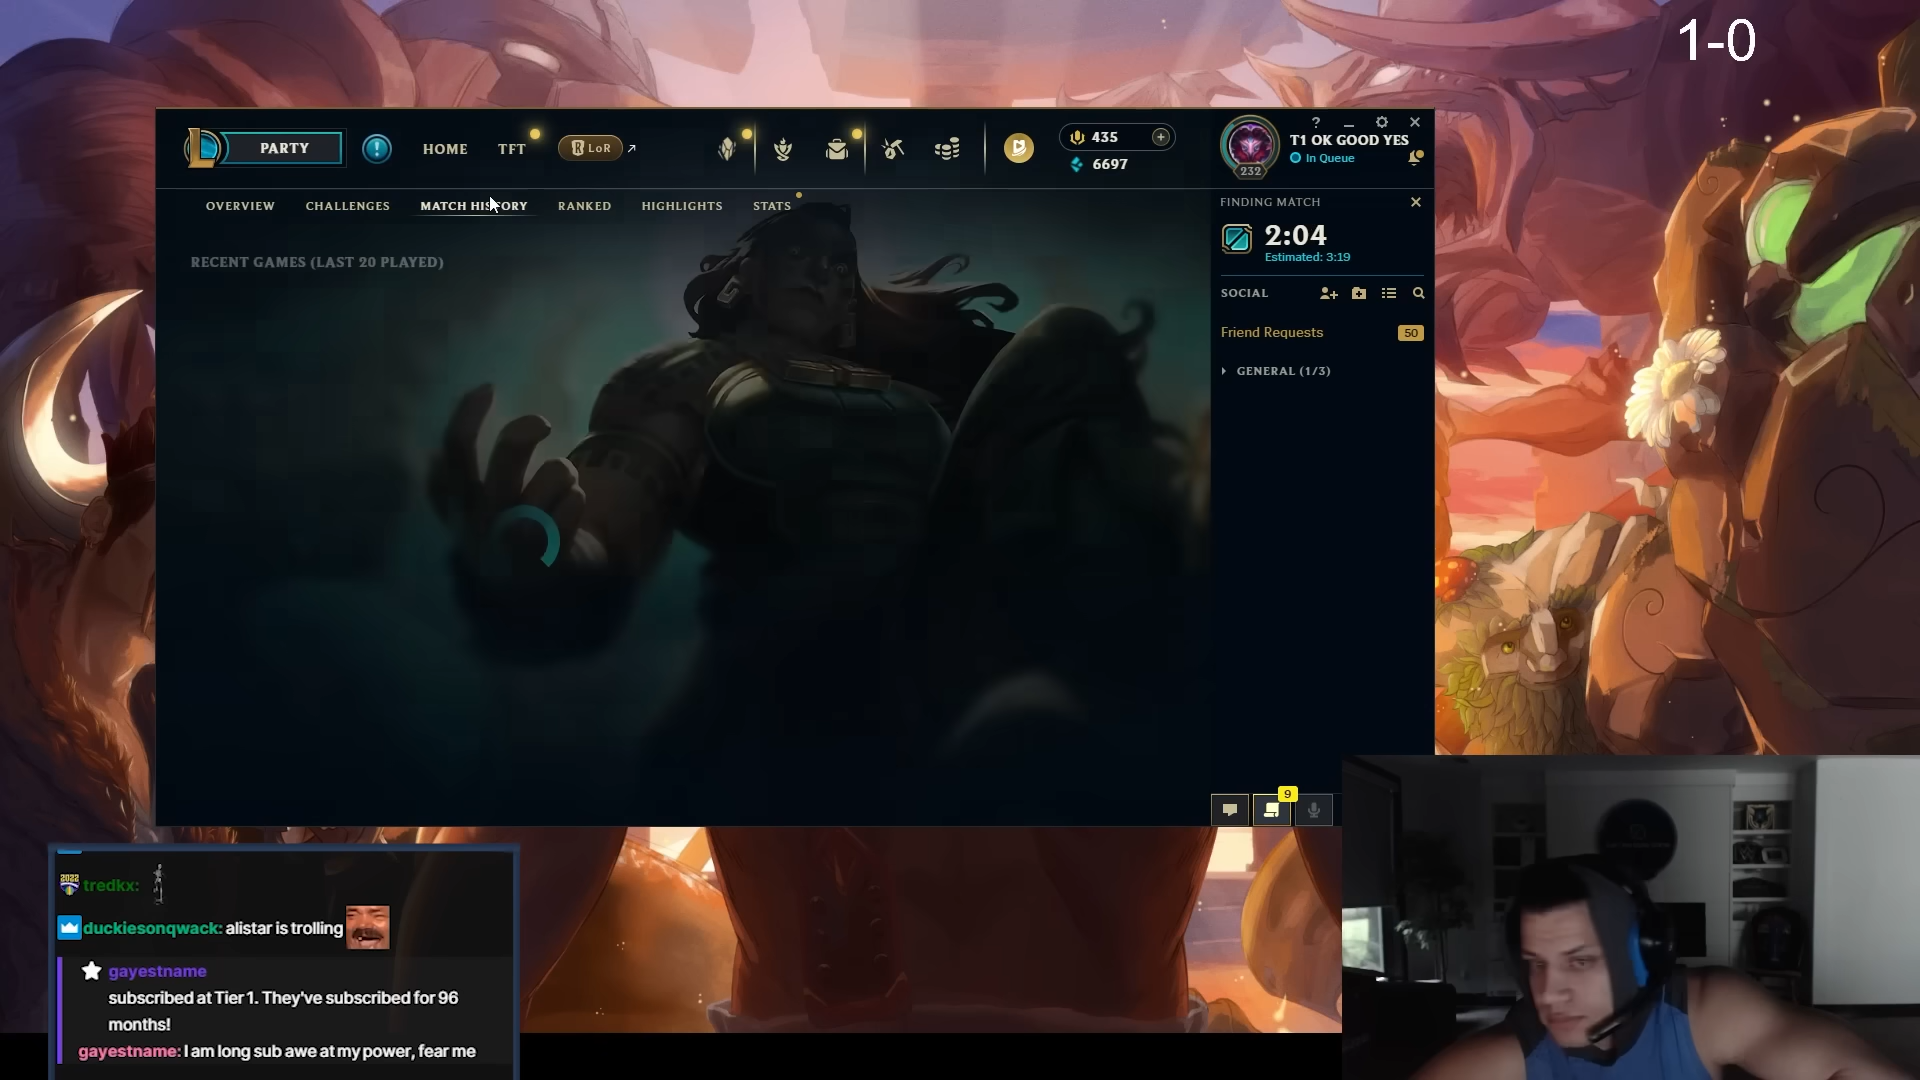 1-0
PARTY
HOME
TFT
LoR
435
6697
T1 OK GOOD YES
In Queue
232
OVERVIEW
CHALLENGES
MATCH HISTORY
RANKED
HIGHLIGHTS
STATS
FINDING MATCH
2:04
Estimated: 3:19
RECENT GAMES (LAST 20 PLAYED)
SOCIAL
Friend Requests
50
GENERAL (1/3)
9
2022
tredkx:
duckiesonqwack: alistar is trolling
gayestname
subscribed at Tier 1. They've subscribed for 96
months!
gayestname: I am long sub awe at my power, fear me